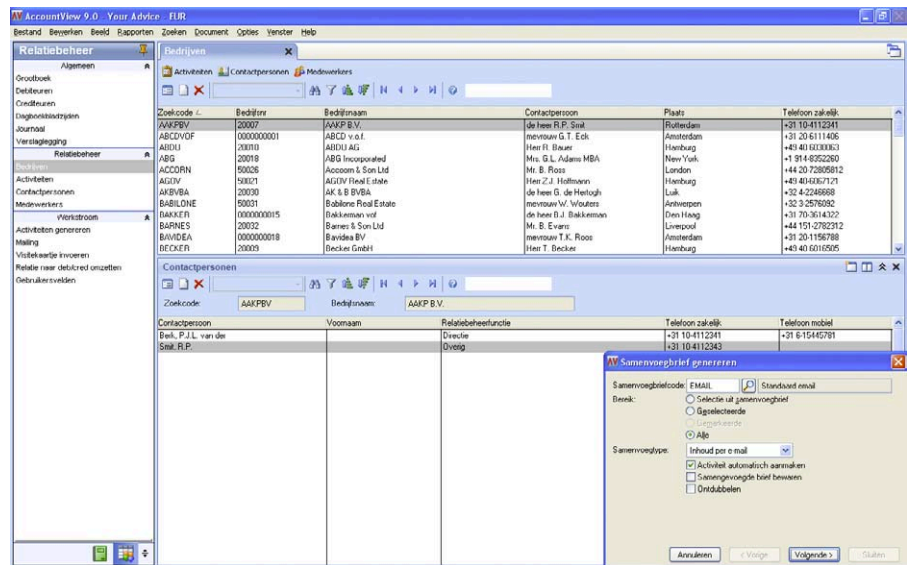 AccountView 9.0 - Your Advice - EUR
Bestand Bewerken Beeld Rapporten Zoeken Document Opties Venster Help
Relatiebeheer
Algemeen
Grootboek
Debiteuren
Crediteuren
Dagboekbladzijden
Journaal
Verslaglegging
Relatiebeheer
Bedrijven
Activiteiten
Contactpersonen
Medewerkers
Werkstroom
Activiteiten genereren
Mailing
Visitekaartje invoeren
Relatie naar deb/cred omzetten
Gebruikersvelden
Bedrijven
Activiteiten Contactpersonen Medewerkers
Zoekcode Bedrijfsnr Bedrijfsnaam Contactpersoon Plaats Telefoon zakelijk
AAKPBV 20007 AAKP B.V. de heer R.P. Smit Rotterdam +31 10-4112341
ABCDVOF 0000000001 ABCD v.o.f. mevrouw G.T. Eck Amsterdam +31 20 6111406
ABDU 20010 ABDU AG Herr R. Bauer Hamburg +49 40 6030063
ABG 20018 ABG Incorporated Mrs. G.L. Adams MBA New York +1 914-8352260
ACCORN 50026 Accoorn & Son Ltd Mr. B. Ross London +44 20-72805812
AGOV 50021 AGOV Real Estate Herr Z.J. Hoffmann Hamburg +49 40-6067121
AKBVBA 20030 AK & B BVBA de heer G. de Hertogh Luik +32 4-2246668
BABILONE 50031 Babilone Real Estate mevrouw W. Wouters Antwerpen +32 3-2576092
BAKKER 0000000015 Bakkerman vof de heer B.J. Bakkerman Den Haag +31 70-3614322
BARNES 20032 Barnes & Son Ltd Mr. B. Evans Liverpool +44 151-2782312
BAVIDEA 0000000018 Bavidea BV mevrouw T.K. Roos Amsterdam +31 20-1156788
BECKER 20009 Becker GmbH Herr T. Becker Hamburg +49 40 6016505
Contactpersonen
Zoekcode: AAKPBV Bedrijfsnaam: AAKP B.V.
Contactpersoon Voornaam Relatiebeheerfunctie Telefoon zakelijk Telefoon mobiel
Berk, P.J.L. van der Directie +31 10-4112341 +31 6-15445781
Smit, R.P. Overig +31 10-4112343
Samenvoegbrief genereren
Samenvoegbriefcode: EMAIL Standaard email
Bereik: Selectie uit samenvoegbrief
Geselecteerde
Gemarkeerde
Alle
Samenvoegtype: Inhoud per e-mail
Activiteit automatisch aanmaken
Samengevoegde brief bewaren
Ontdubbelen
Annuleren < Vorige Volgende > Sluiten